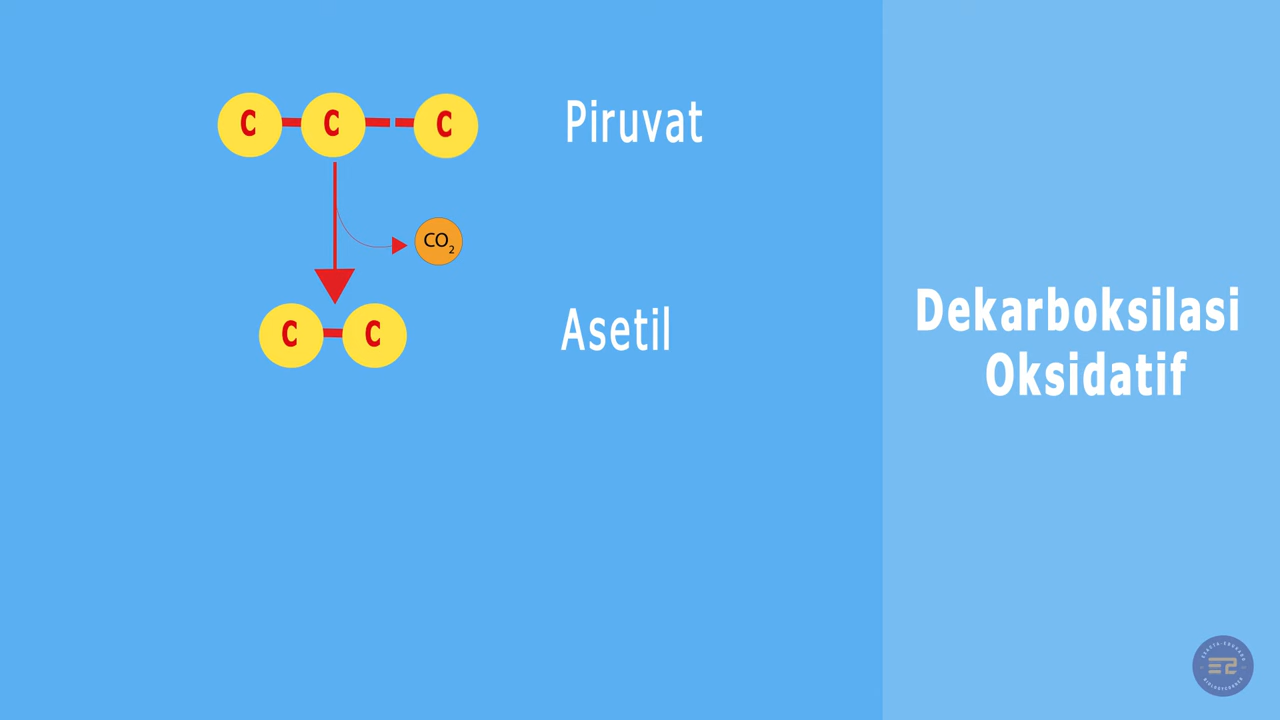 C C C Piruvat
CO₂
C C Asetil
Dekarboksilasi
Oksidatif